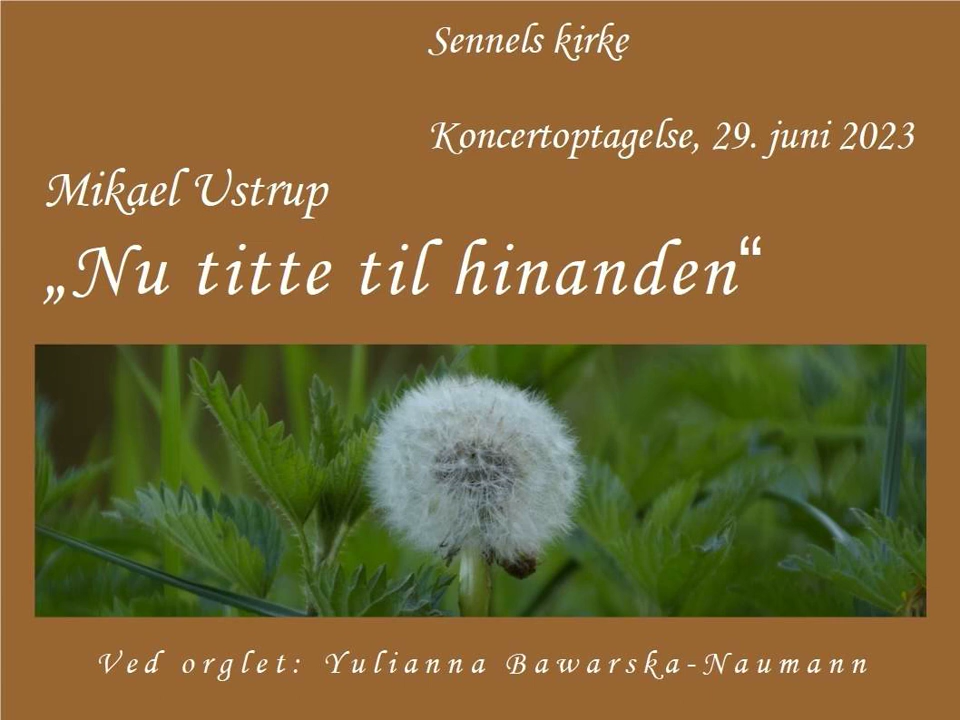 Sennels kirke
Koncertoptagelse, 29. juni 2023
Mikael Ustrup
„Nu titte til hinanden“
Ved orglet: Yulianna Bawarska-Naumann